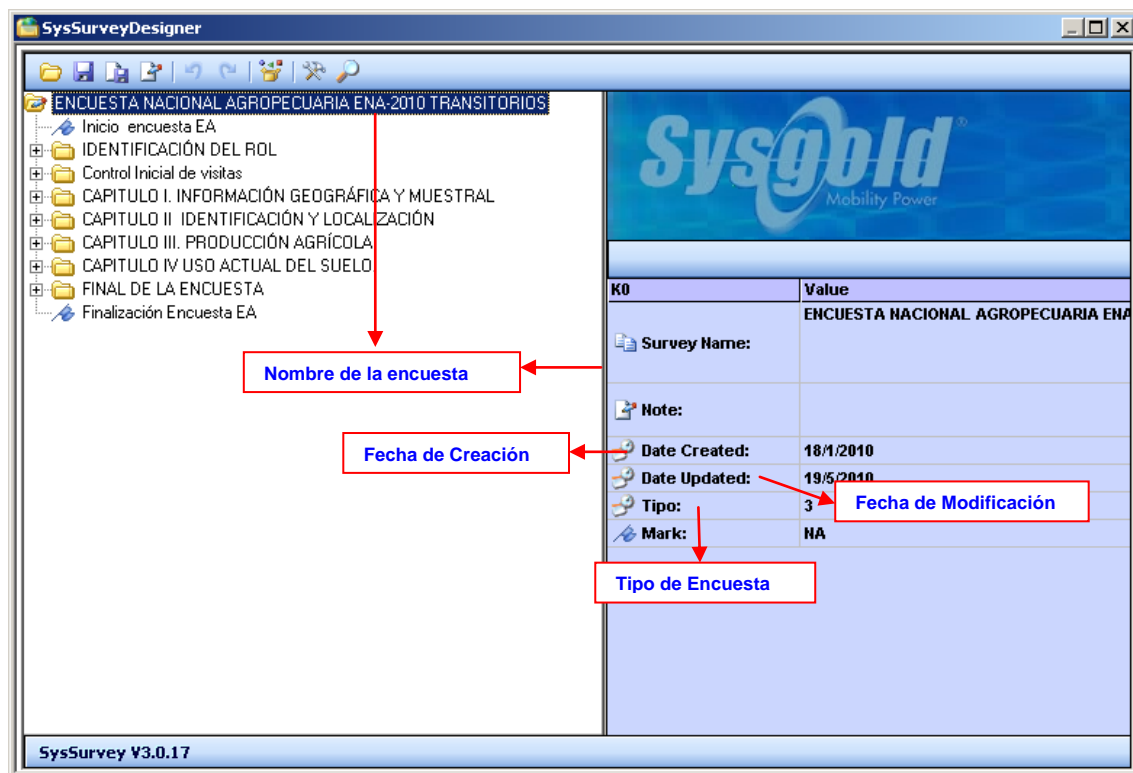 SysSurveyDesigner
ENCUESTA NACIONAL AGROPECUARIA ENA-2010 TRANSITORIOS
Inicio encuesta EA
IDENTIFICACIÓN DEL ROL
Control Inicial de visitas
CAPITULO I. INFORMACIÓN GEOGRÁFICA Y MUESTRAL
CAPITULO II IDENTIFICACIÓN Y LOCALIZACIÓN
CAPITULO III. PRODUCCIÓN AGRÍCOLA
CAPITULO IV USO ACTUAL DEL SUELO
FINAL DE LA ENCUESTA
Finalización Encuesta EA
Nombre de la encuesta
Fecha de Creación
Sysgold®
Mobility Power
K0 Value
ENCUESTA NACIONAL AGROPECUARIA ENA
Survey Name:
Note:
Date Created: 18/1/2010
Date Updated: 19/5/2010
Tipo: 3
Fecha de Modificación
Mark: NA
Tipo de Encuesta
SysSurvey V3.0.17